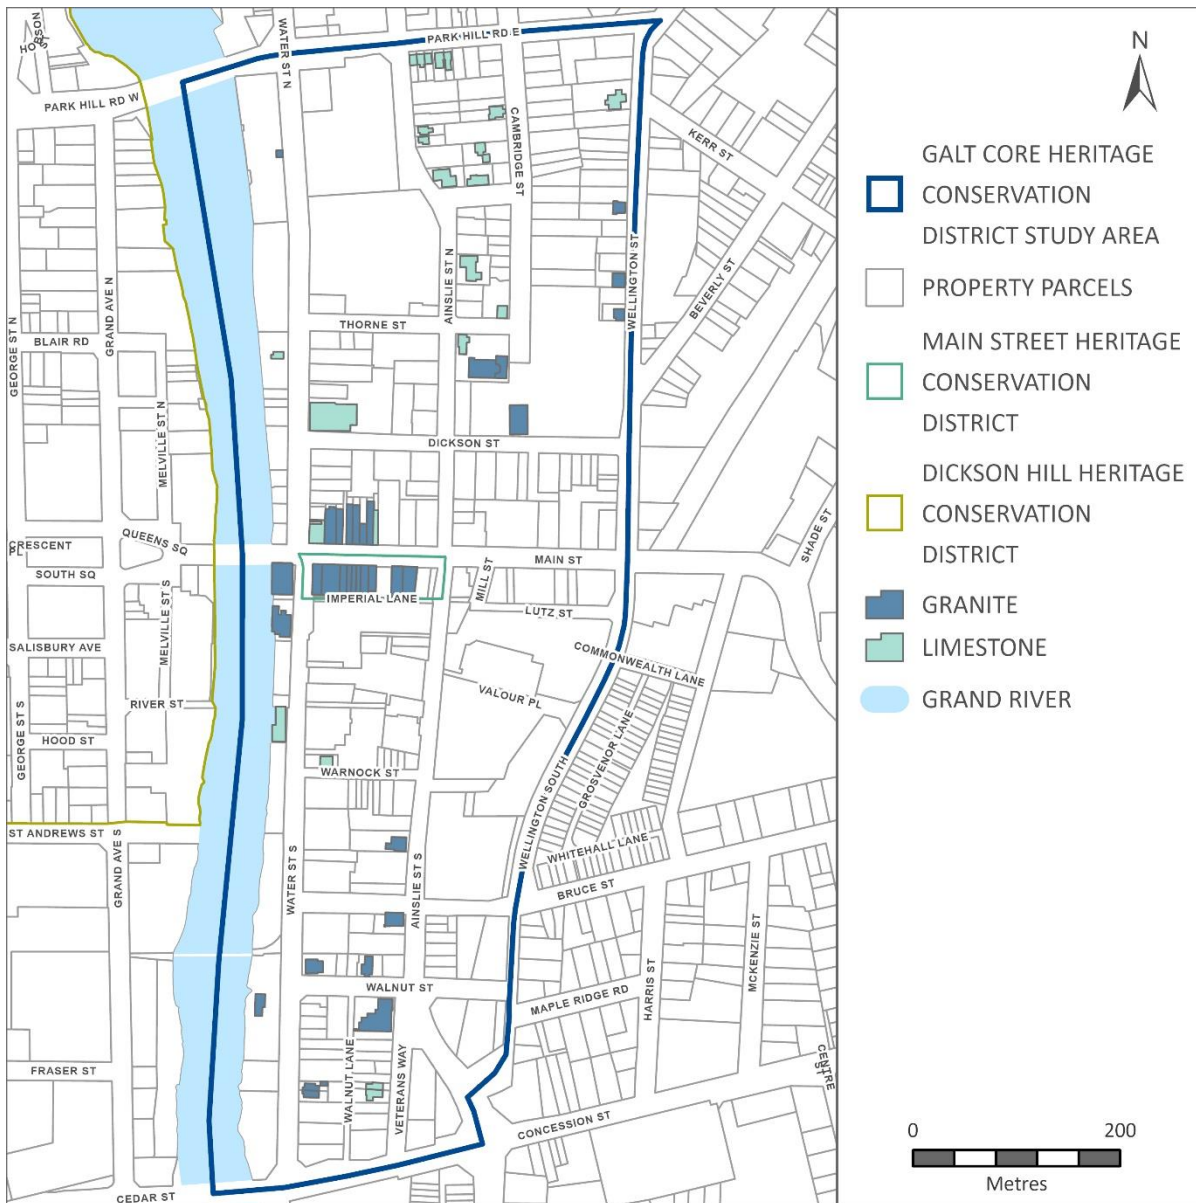 HOBSON
ST
WATER ST N
PARK HILL RD E
PARK HILL RD W
CAMBRIDGE ST
KERR ST
GRAND AVE N
AINSLIE ST N
WELLINGTON ST
BEVERLY ST
GEORGE ST N
THORNE ST
BLAIR RD
MELVILLE ST N
DICKSON ST
QUEENS SQ
CRESCENT
PL
SOUTH SQ
MAIN ST
SHADE ST
MILL ST
IMPERIAL LANE
LUTZ ST
MELVILLE ST S
SALISBURY AVE
COMMONWEALTH LANE
VALOUR PL
RIVER ST
GEORGE ST S
HOOD ST
WARNOCK ST
GROSVENOR LANE
WELLINGTON SOUTH
ST ANDREWS ST
GRAND AVE S
WATER ST S
AINSLIE ST S
WHITEHALL LANE
BRUCE ST
HARRIS ST
MCKENZIE ST
WALNUT ST
MAPLE RIDGE RD
FRASER ST
WALNUT LANE
VETERANS WAY
CENTRE
ST
CONCESSION ST
CEDAR ST
N
GALT CORE HERITAGE
CONSERVATION
DISTRICT STUDY AREA
PROPERTY PARCELS
MAIN STREET HERITAGE
CONSERVATION
DISTRICT
DICKSON HILL HERITAGE
CONSERVATION
DISTRICT
GRANITE
LIMESTONE
GRAND RIVER
0 200
Metres